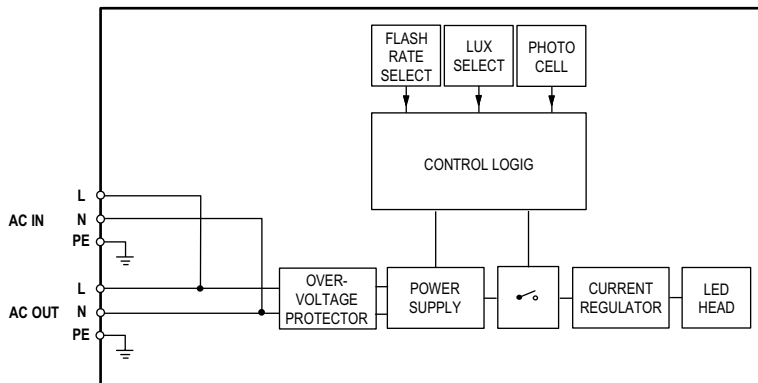 FLASH
RATE
SELECT
LUX
SELECT
PHOTO
CELL
CONTROL LOGIG
AC IN
L
N
PE
AC OUT
L
N
PE
OVER-
VOLTAGE
PROTECTOR
POWER
SUPPLY
CURRENT
REGULATOR
LED
HEAD